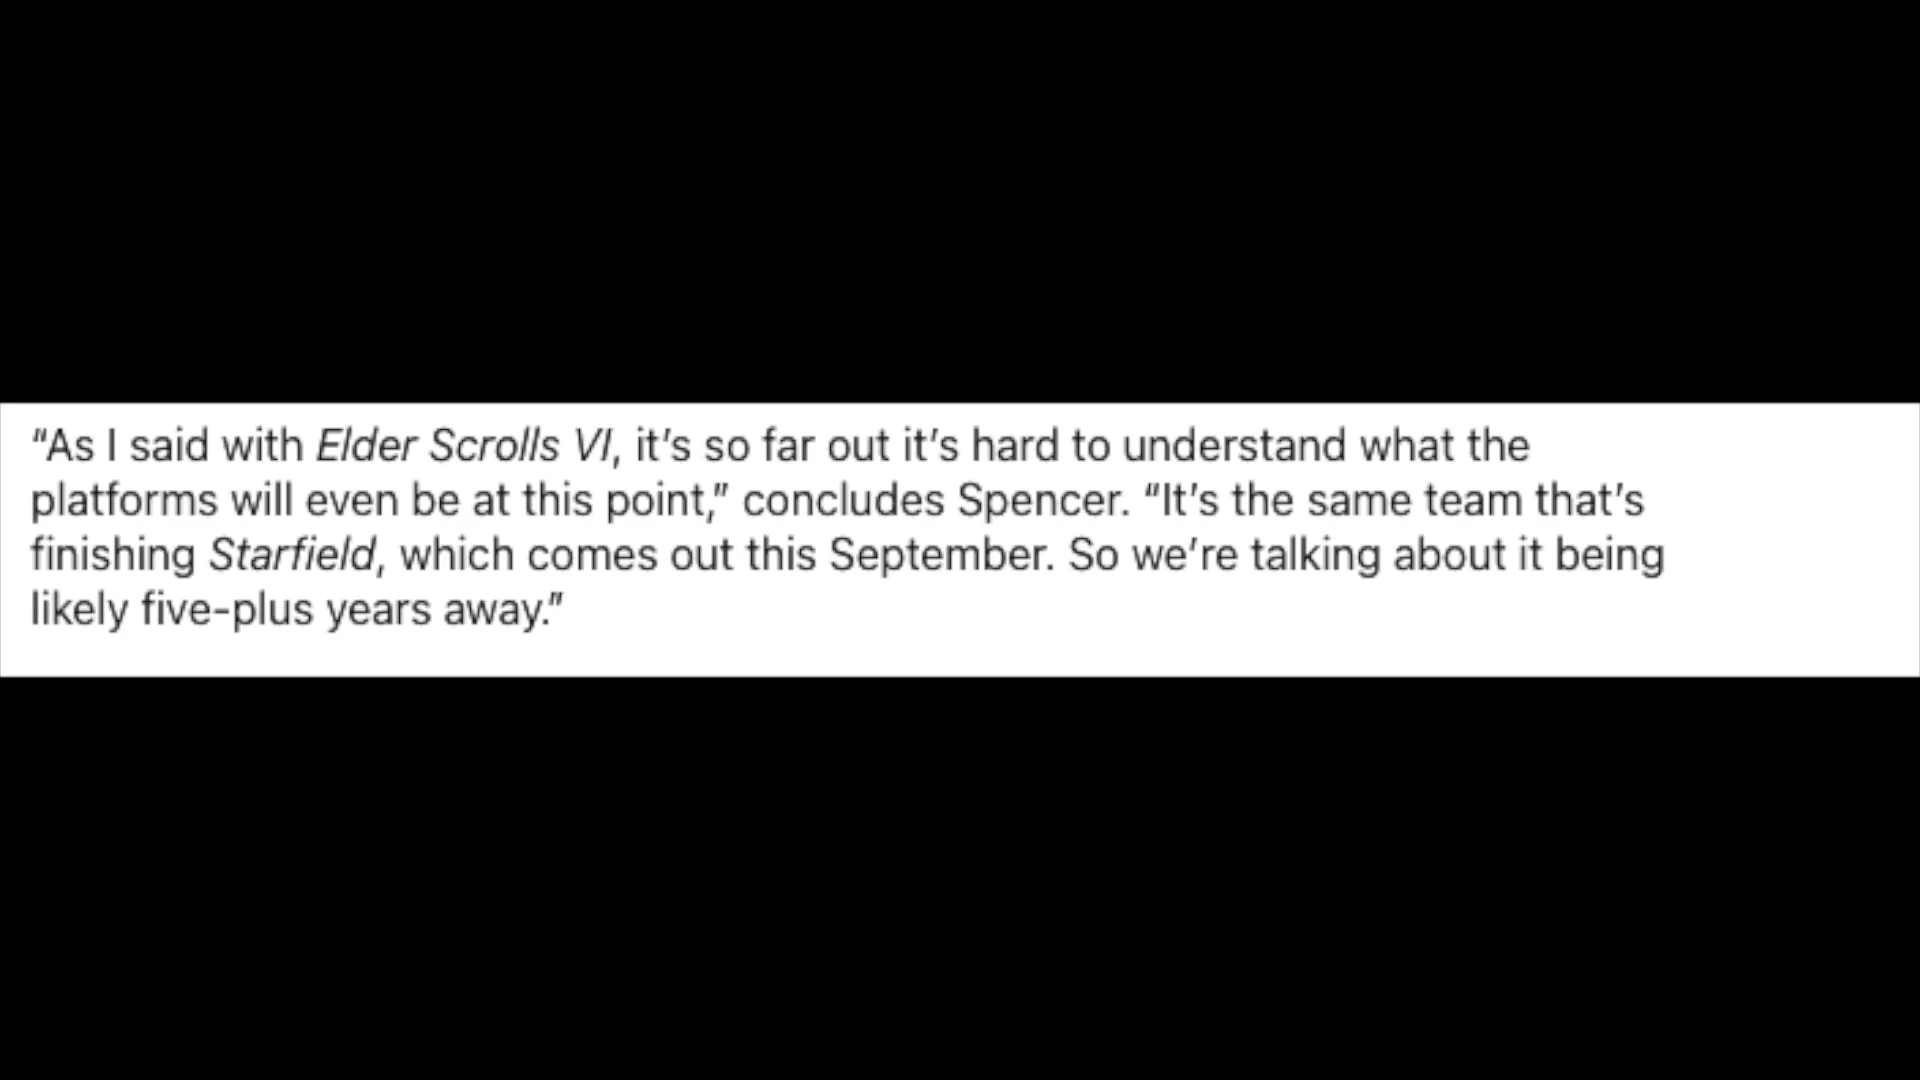 “As I said with Elder Scrolls VI, it’s so far out it’s hard to understand what the
platforms will even be at this point,” concludes Spencer. “It’s the same team that’s
finishing Starfield, which comes out this September. So we’re talking about it being
likely five-plus years away.”